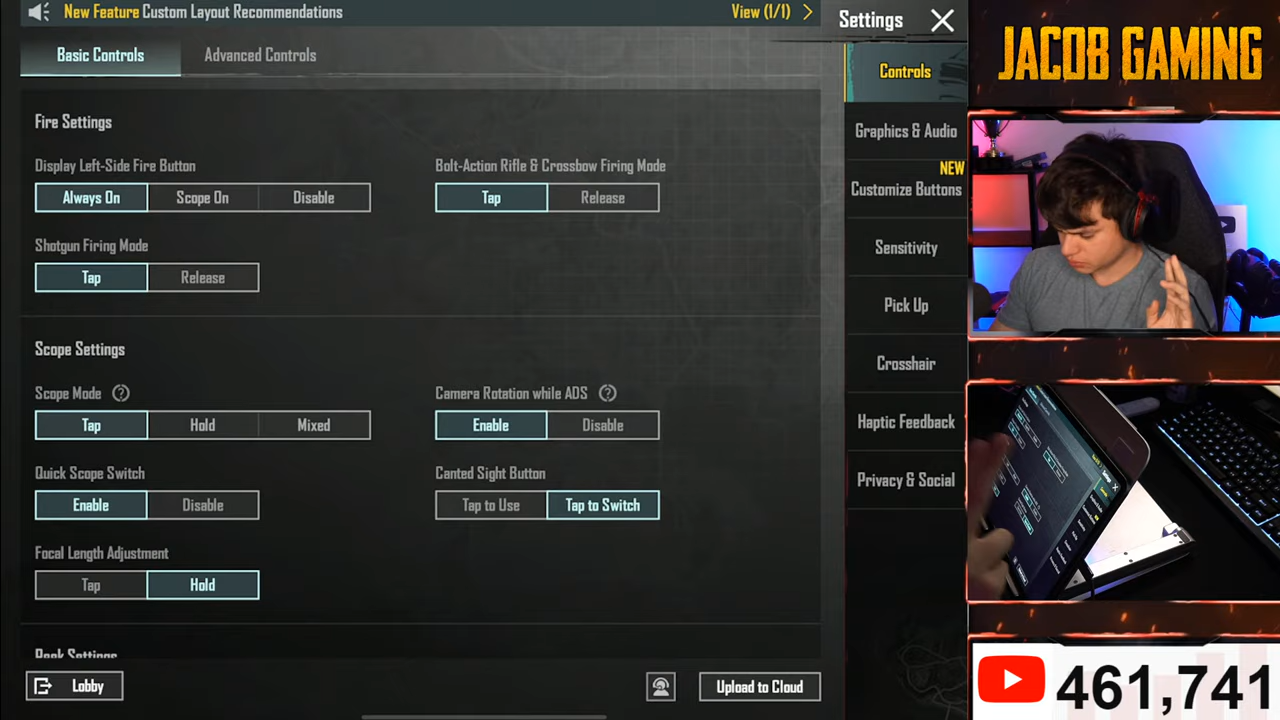 New Feature Custom Layout Recommendations
View (1/1)
Settings
Basic Controls
Advanced Controls
Fire Settings
Display Left-Side Fire Button
Always On
Scope On
Disable
Bolt-Action Rifle & Crossbow Firing Mode
Tap
Release
Shotgun Firing Mode
Tap
Release
Scope Settings
Scope Mode ?
Tap
Hold
Mixed
Camera Rotation while ADS ?
Enable
Disable
Quick Scope Switch
Enable
Disable
Canted Sight Button
Tap to Use
Tap to Switch
Focal Length Adjustment
Tap
Hold
Peek Settings
Lobby
Upload to Cloud
Controls
Graphics & Audio
NEW
Customize Buttons
Sensitivity
Pick Up
Crosshair
Haptic Feedback
Privacy & Social
JACOB GAMING
461,741